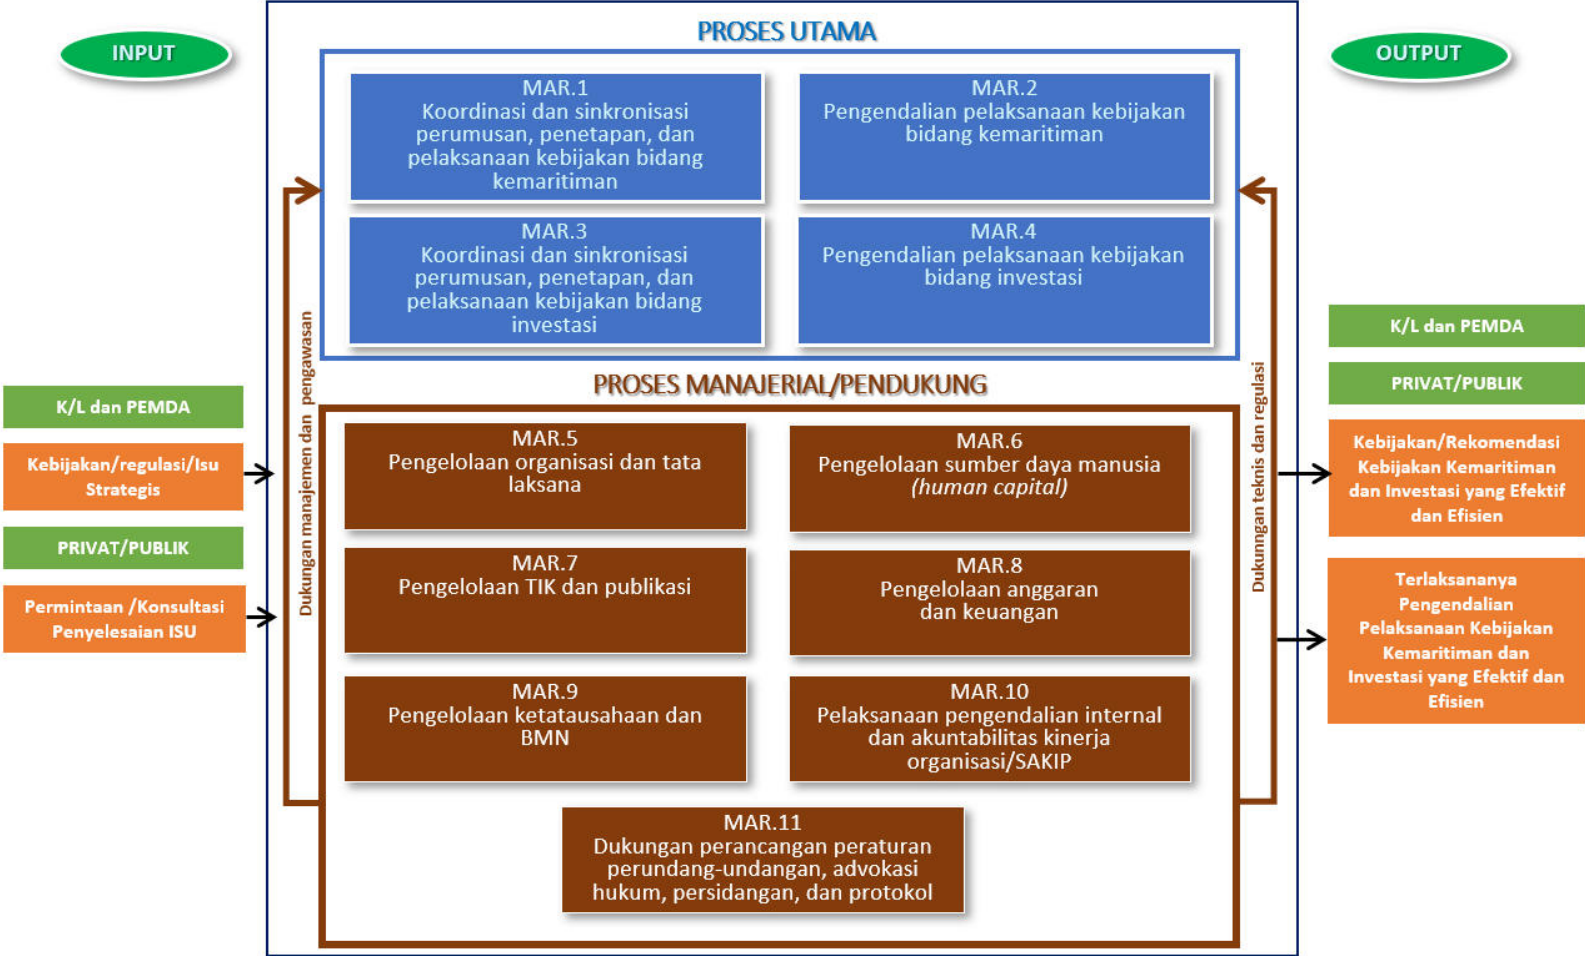 INPUT
K/L dan PEMDA
Kebijakan/regulasi/Isu
Strategis
PRIVAT/PUBLIK
Permintaan /Konsultasi
Penyelesaian ISU
PROSES UTAMA
MAR.1
Koordinasi dan sinkronisasi
perumusan, penetapan, dan
pelaksanaan kebijakan bidang
kemaritiman
MAR.2
Pengendalian pelaksanaan kebijakan
bidang kemaritiman
MAR.3
Koordinasi dan sinkronisasi
perumusan, penetapan, dan
pelaksanaan kebijakan bidang
investasi
MAR.4
Pengendalian pelaksanaan kebijakan
bidang investasi
Dukungan manajemen dan pengawasan
PROSES MANAJERIAL/PENDUKUNG
MAR.5
Pengelolaan organisasi dan tata
laksana
MAR.6
Pengelolaan sumber daya manusia
(human capital)
MAR.7
Pengelolaan TIK dan publikasi
MAR.8
Pengelolaan anggaran
dan keuangan
MAR.9
Pengelolaan ketatausahaan dan
BMN
MAR.10
Pelaksanaan pengendalian internal
dan akuntabilitas kinerja
organisasi/SAKIP
MAR.11
Dukungan perancangan peraturan
perundang-undangan, advokasi
hukum, persidangan, dan protokol
Dukunngan teknis dan regulasi
OUTPUT
K/L dan PEMDA
PRIVAT/PUBLIK
Kebijakan/Rekomendasi
Kebijakan Kemaritiman
dan Investasi yang Efektif
dan Efisien
Terlaksananya
Pengendalian
Pelaksanaan Kebijakan
Kemaritiman dan
Investasi yang Efektif dan
Efisien